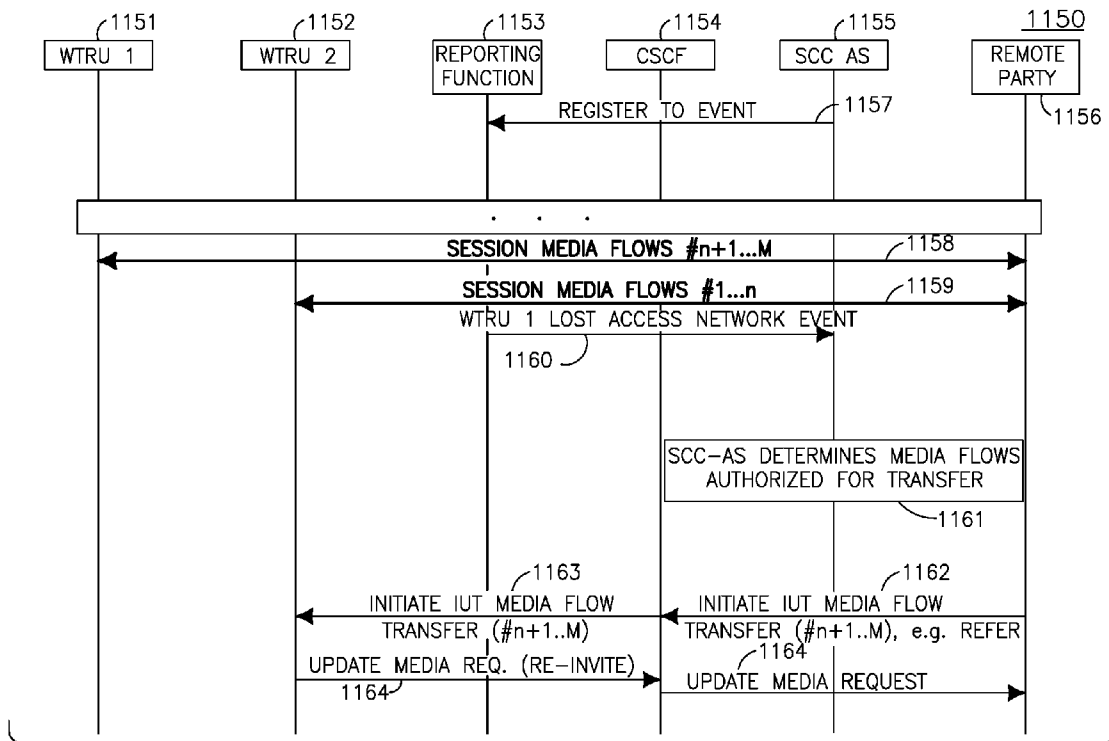 1150
1151
1152
1153
1154
1155
WTRU 1
WTRU 2
REPORTING
FUNCTION
CSCF
SCC AS
REMOTE
PARTY
1156
REGISTER TO EVENT
1157
. . .
SESSION MEDIA FLOWS #n+1...M
1158
SESSION MEDIA FLOWS #1...n
1159
WTRU 1 LOST ACCESS NETWORK EVENT
1160
SCC-AS DETERMINES MEDIA FLOWS
AUTHORIZED FOR TRANSFER
1161
1163
1162
INITIATE IUT MEDIA FLOW
TRANSFER (#n+1..M)
INITIATE IUT MEDIA FLOW
TRANSFER (#n+1..M), e.g. REFER
UPDATE MEDIA REQ. (RE-INVITE)
1164
1164
UPDATE MEDIA REQUEST